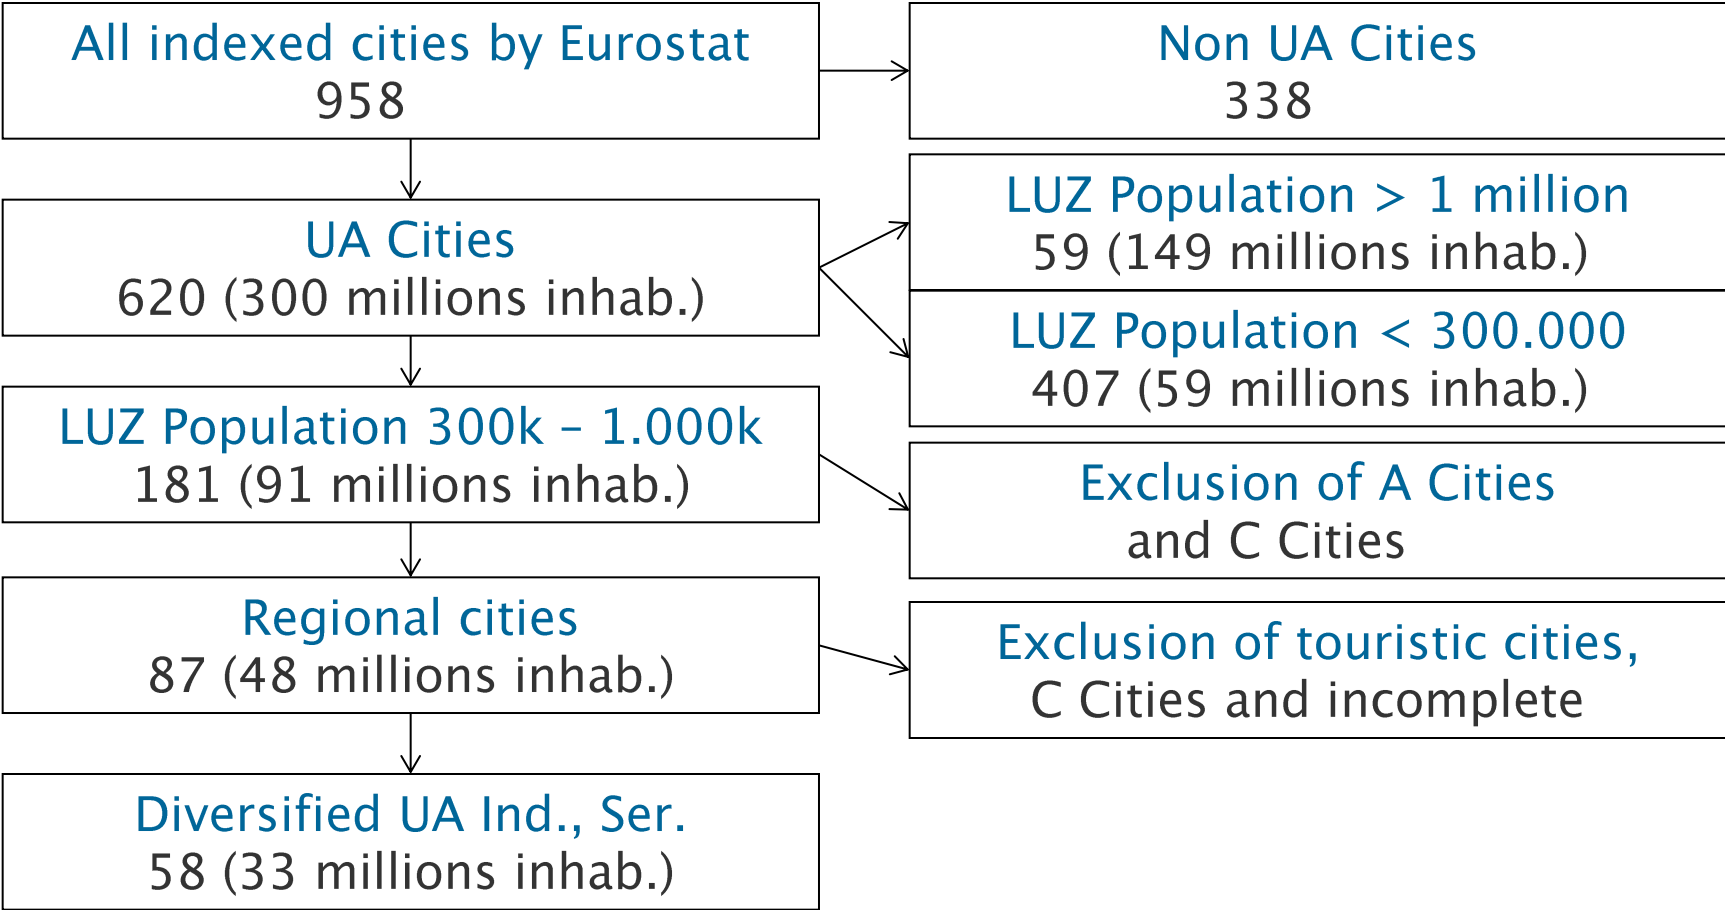 All indexed cities by Eurostat
958
Non UA Cities
338
UA Cities
620 (300 millions inhab.)
LUZ Population > 1 million
59 (149 millions inhab.)
LUZ Population < 300.000
407 (59 millions inhab.)
LUZ Population 300k – 1.000k
181 (91 millions inhab.)
Exclusion of A Cities
and C Cities
Regional cities
87 (48 millions inhab.)
Exclusion of touristic cities,
C Cities and incomplete
Diversified UA Ind., Ser.
58 (33 millions inhab.)